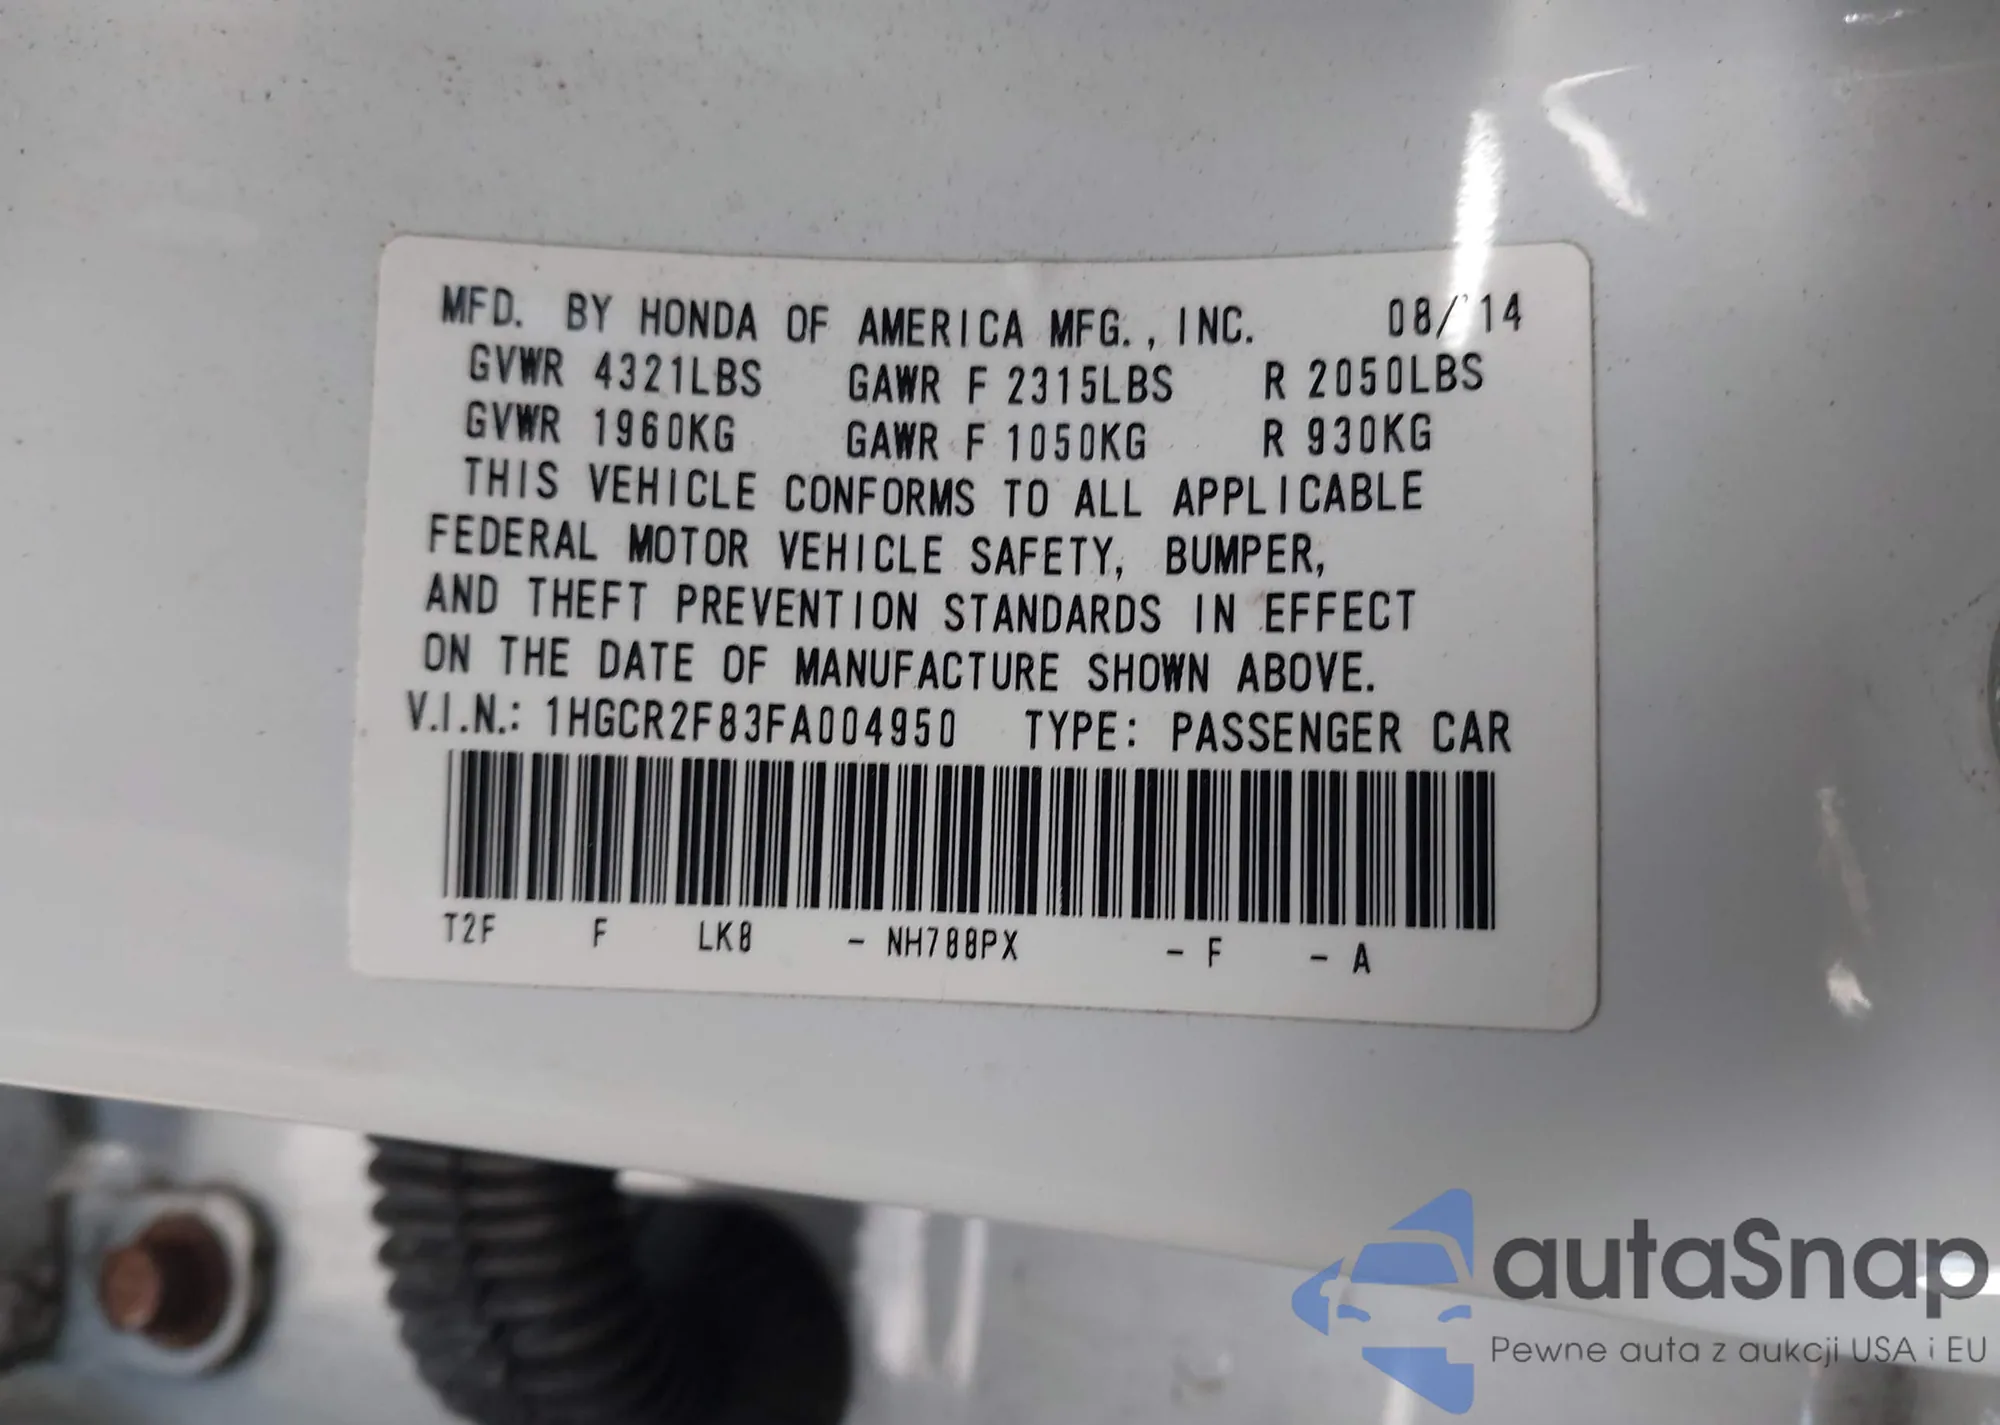 MFD. BY HONDA OF AMERICA MFG., INC. 08/'14
GVWR 4321LBS GAWR F 2315LBS R 2050LBS
GVWR 1960KG GAWR F 1050KG R 930KG
THIS VEHICLE CONFORMS TO ALL APPLICABLE
FEDERAL MOTOR VEHICLE SAFETY, BUMPER,
AND THEFT PREVENTION STANDARDS IN EFFECT
ON THE DATE OF MANUFACTURE SHOWN ABOVE.
V.I.N.: 1HGCR2F83FA004950 TYPE: PASSENGER CAR
T2F F LK8 - NH788PX - F - A
autaSnap
Pewne auta z aukcji USA i EU